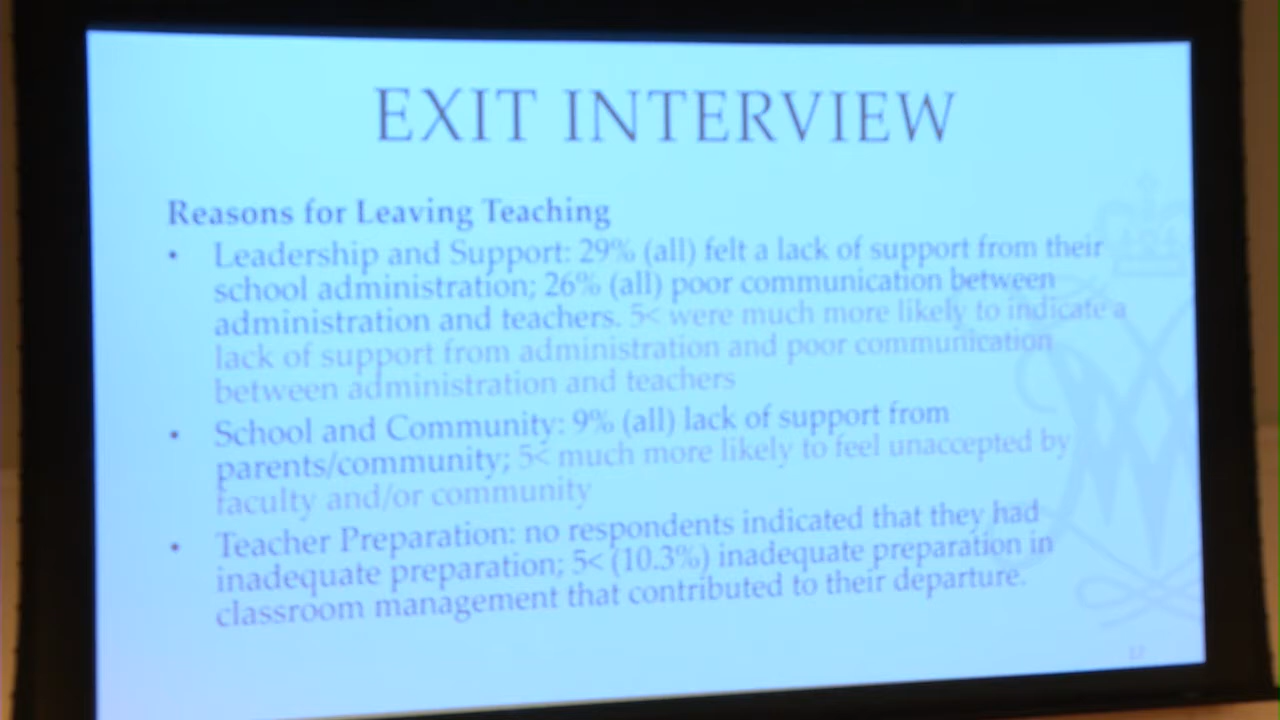 EXIT INTERVIEW
Reasons for Leaving Teaching
• Leadership and Support: 29% (all) felt a lack of support from their
school administration; 26% (all) poor communication between
administration and teachers. 5< were much more likely to indicate a
lack of support from administration and poor communication
between administration and teachers
• School and Community: 9% (all) lack of support from
parents/community; 5< much more likely to feel unaccepted by
faculty and/or community
• Teacher Preparation: no respondents indicated that they had
inadequate preparation; 5< (10.3%) inadequate preparation in
classroom management that contributed to their departure.